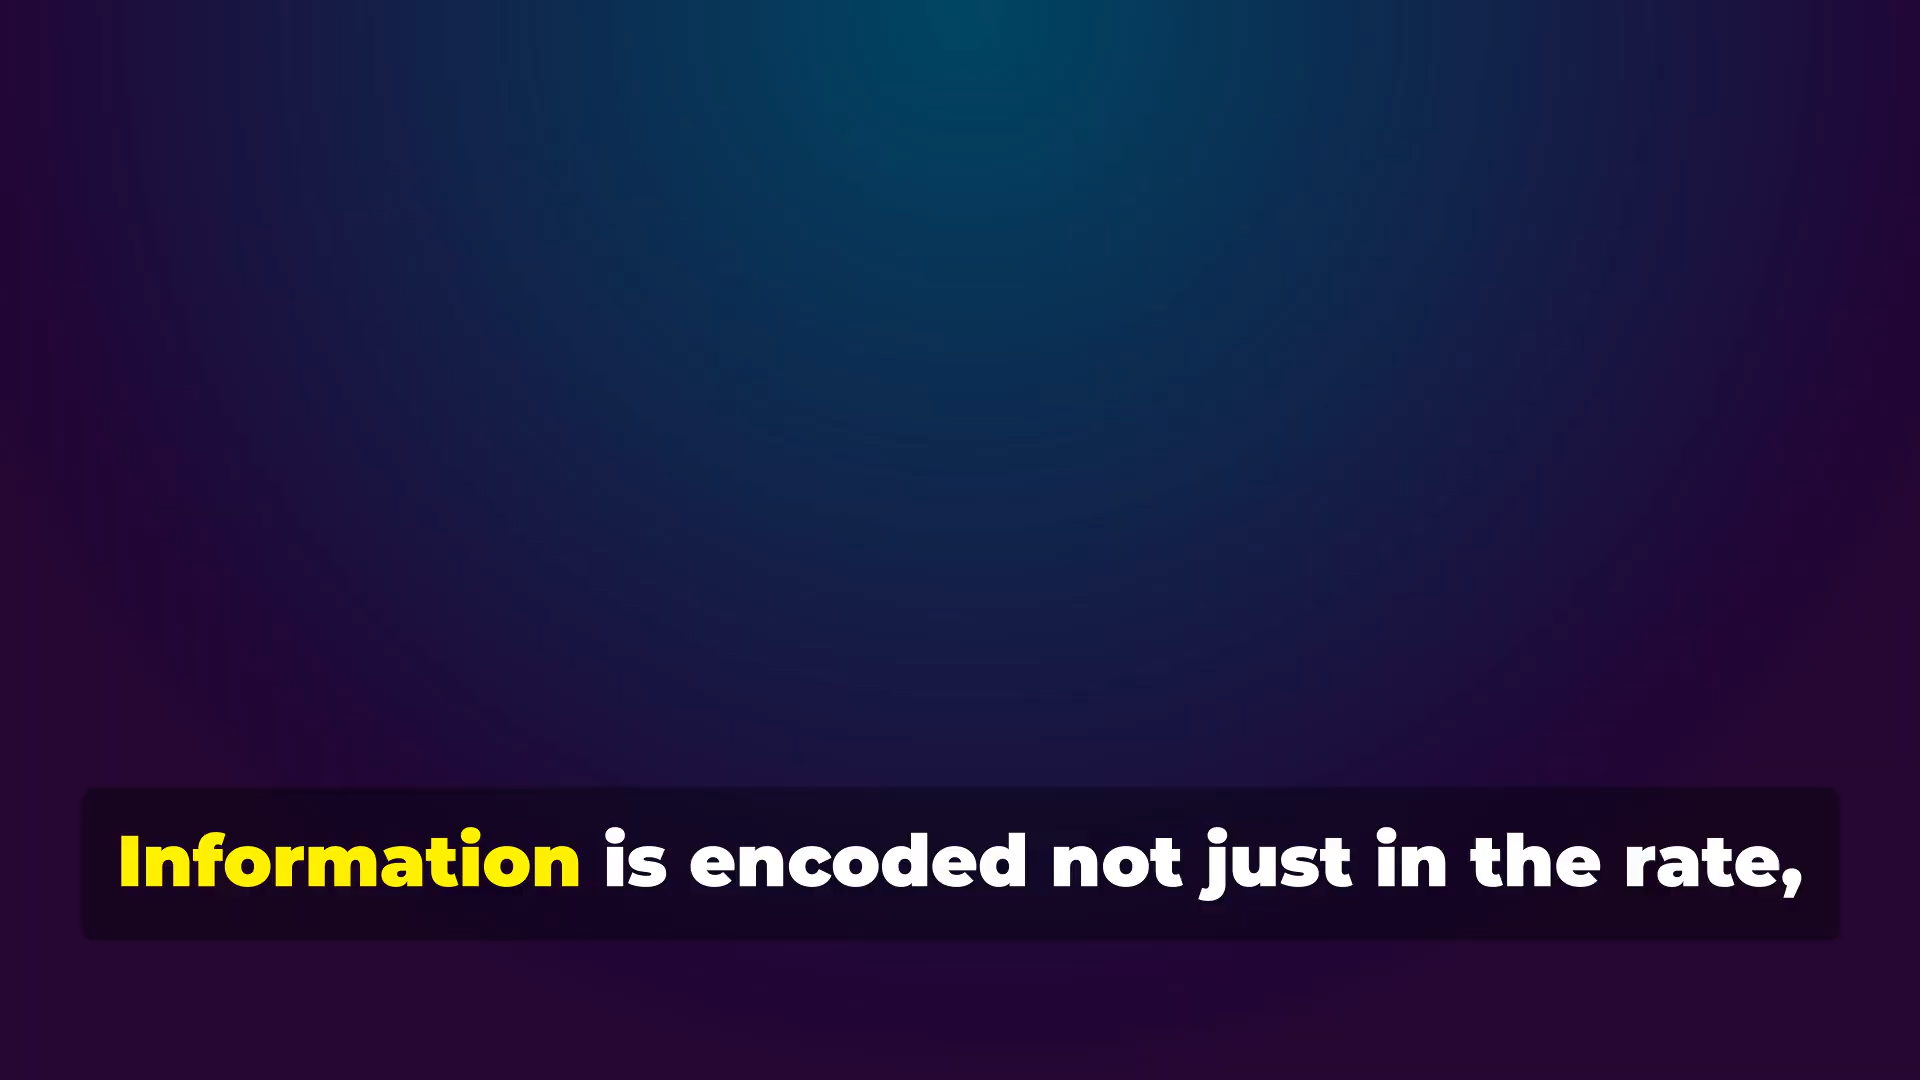 Information is encoded not just in the rate,